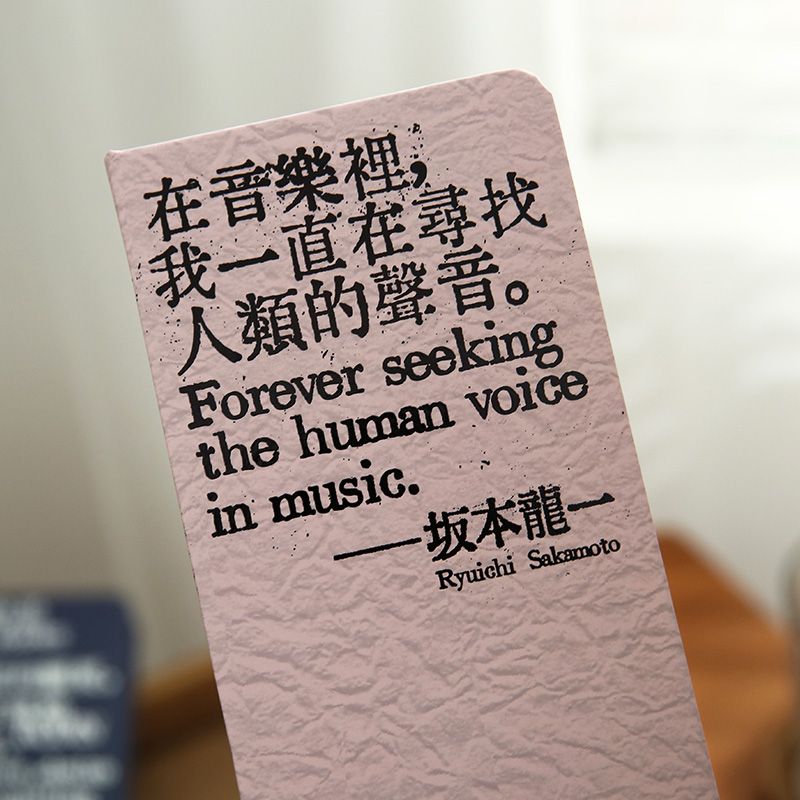 在音樂裡，
我一直在尋找
人類的聲音。
Forever seeking
the human voice
in music.
——坂本龍一
Ryuichi Sakamoto